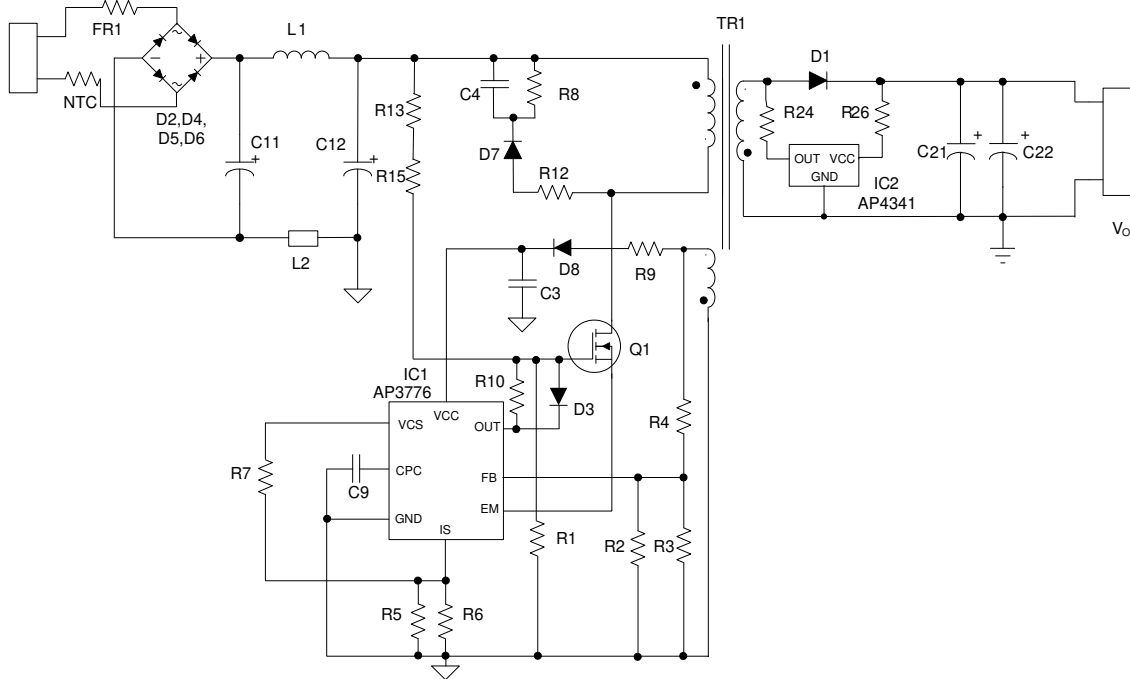 FR1
NTC
D2,D4,
D5,D6
~
~
−
+
L1
C11
+
C12
+
L2
R13
R15
C4
R8
D7
R12
TR1
D1
R24
R26
OUT
VCC
GND
IC2
AP4341
C21
+
C22
+
VO
D8
R9
C3
Q1
IC1
AP3776
R10
D3
R4
VCC
VCS
OUT
CPC
FB
GND
EM
IS
R7
C9
R1
R2
R3
R5
R6